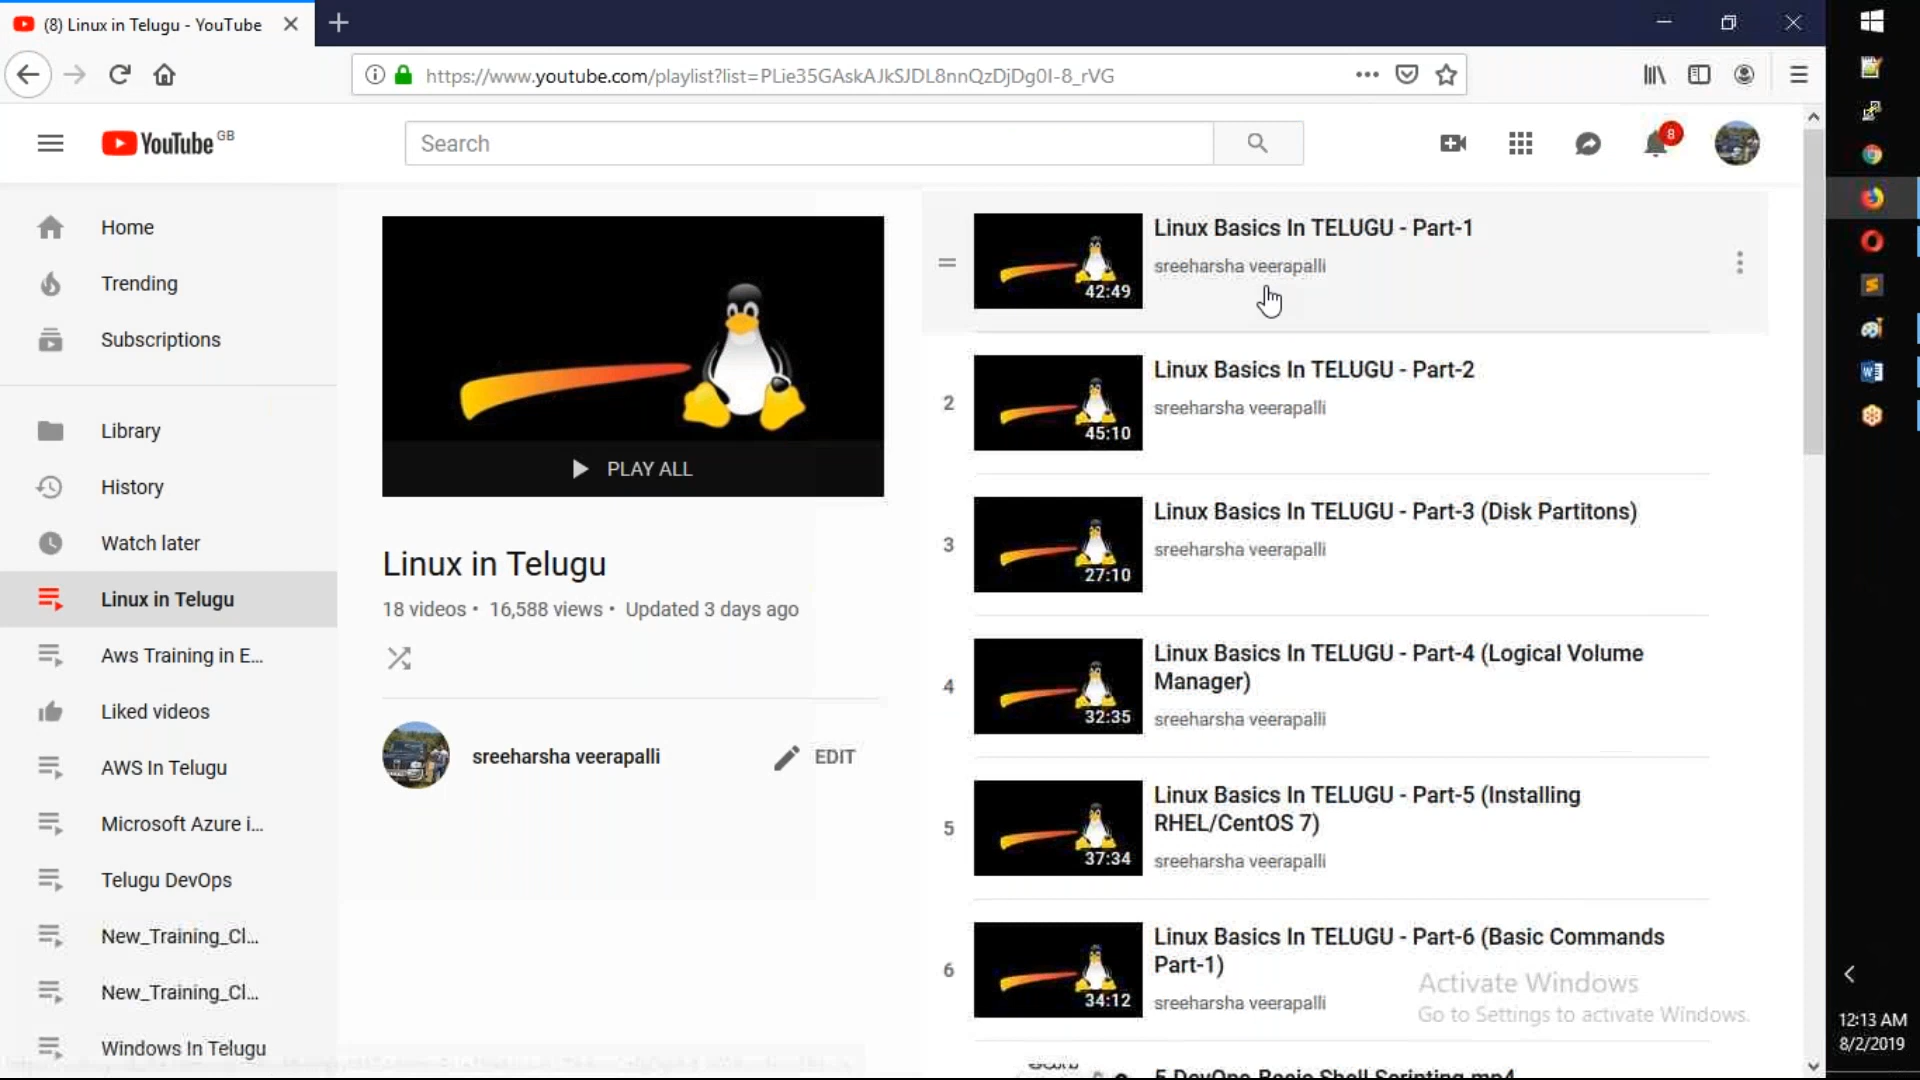 (8) Linux in Telugu - YouTube
https://www.youtube.com/playlist?list=PLie35GAskAJkSJDL8nnQzDjDg0I-8_rVG
YouTube GB
Search
8
Home
Trending
Subscriptions
Library
History
Watch later
Linux in Telugu
Aws Training in E...
Liked videos
AWS In Telugu
Microsoft Azure i...
Telugu DevOps
New_Training_Cl...
New_Training_Cl...
Windows In Telugu
PLAY ALL
Linux in Telugu
18 videos • 16,588 views • Updated 3 days ago
sreeharsha veerapalli
EDIT
42:49
Linux Basics In TELUGU - Part-1
sreeharsha veerapalli
2
45:10
Linux Basics In TELUGU - Part-2
sreeharsha veerapalli
3
27:10
Linux Basics In TELUGU - Part-3 (Disk Partitons)
sreeharsha veerapalli
4
32:35
Linux Basics In TELUGU - Part-4 (Logical Volume
Manager)
sreeharsha veerapalli
5
37:34
Linux Basics In TELUGU - Part-5 (Installing
RHEL/CentOS 7)
sreeharsha veerapalli
6
34:12
Linux Basics In TELUGU - Part-6 (Basic Commands
Part-1)
sreeharsha veerapalli
5 DevOps Basic Shell Scripting.mp4
Activate Windows
Go to Settings to activate Windows.
12:13 AM
8/2/2019